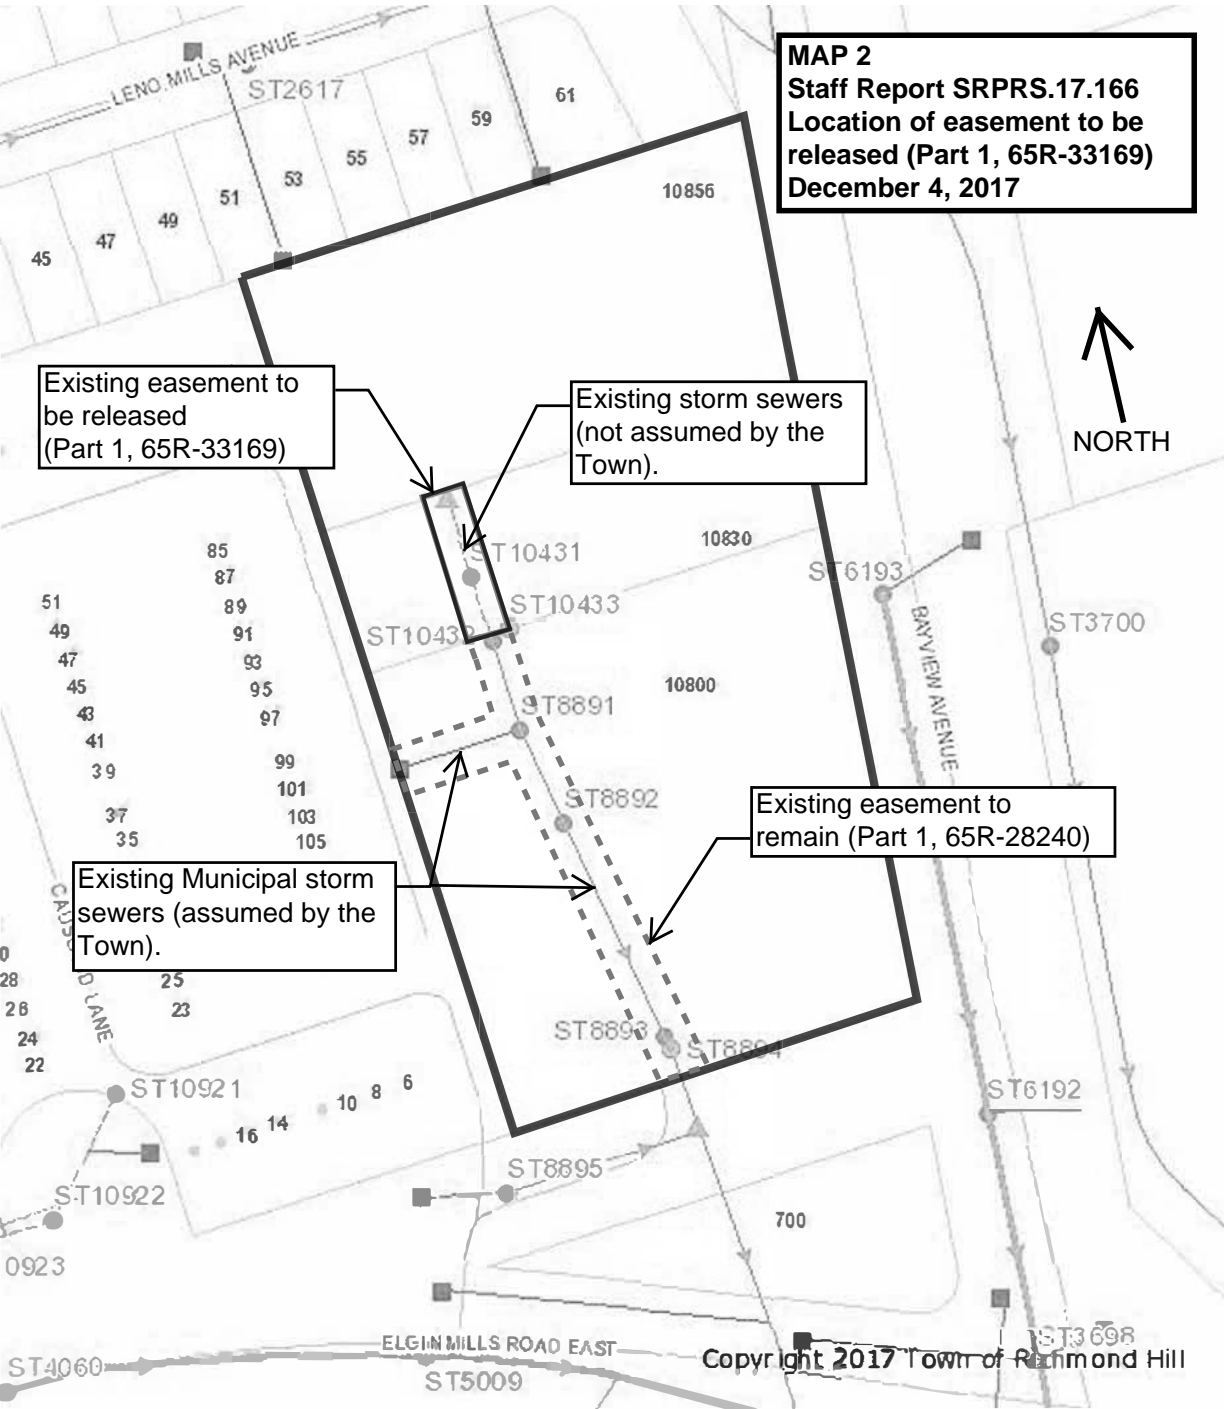 MAP 2
Staff Report SRPRS.17.166
Location of easement to be
released (Part 1, 65R-33169)
December 4, 2017
LENO MILLS AVENUE
ST2617
61
59
57
55
53
51
49
47
45
10856
NORTH
Existing easement to
be released
(Part 1, 65R-33169)
Existing storm sewers
(not assumed by the
Town).
ST10431
10830
ST6193
ST10433
ST10432
BAYVIEW AVENUE
ST3700
10800
ST8891
ST8892
85
87
89
91
93
95
97
99
101
103
105
51
49
47
45
43
41
39
37
35
Existing easement to
remain (Part 1, 65R-28240)
Existing Municipal storm
sewers (assumed by the
Town).
LANE
25
23
0
28
26
24
22
ST8893
ST8894
ST10921
16
14
10
8
6
ST6192
ST8895
ST10922
0923
700
ELGIN MILLS ROAD EAST
ST4060
ST5009
ST3698
Copyright 2017 Town of Richmond Hill